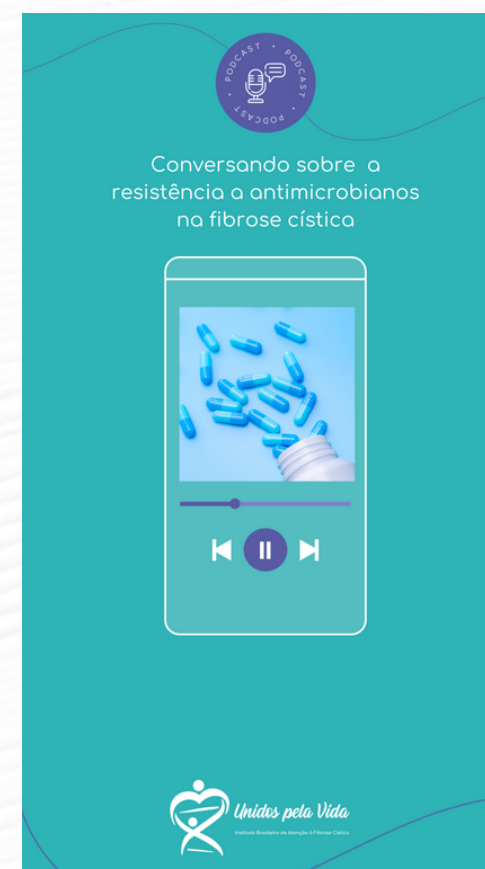 PODCAST • PODCAST • PODCAST •
Conversando sobre a
resistência a antimicrobianos
na fibrose cística
Unidos pela Vida
Instituto Brasileiro de Atenção à Fibrose Cística